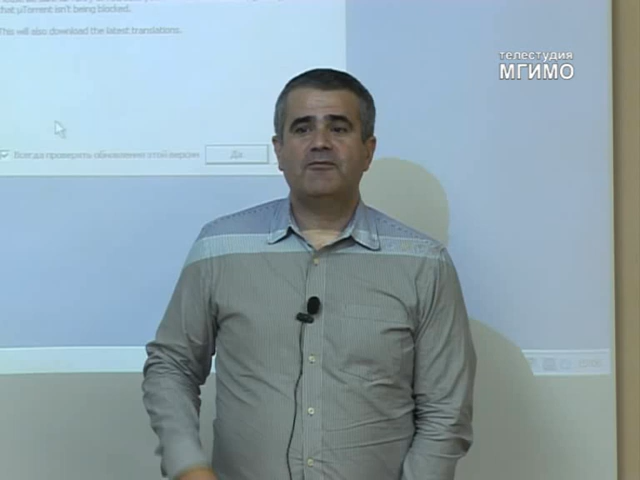 that µTorrent isn't being blocked.
This will also download the latest translations.
телестудия
МГИМО
Всегда проверять обновления этой версии
Да